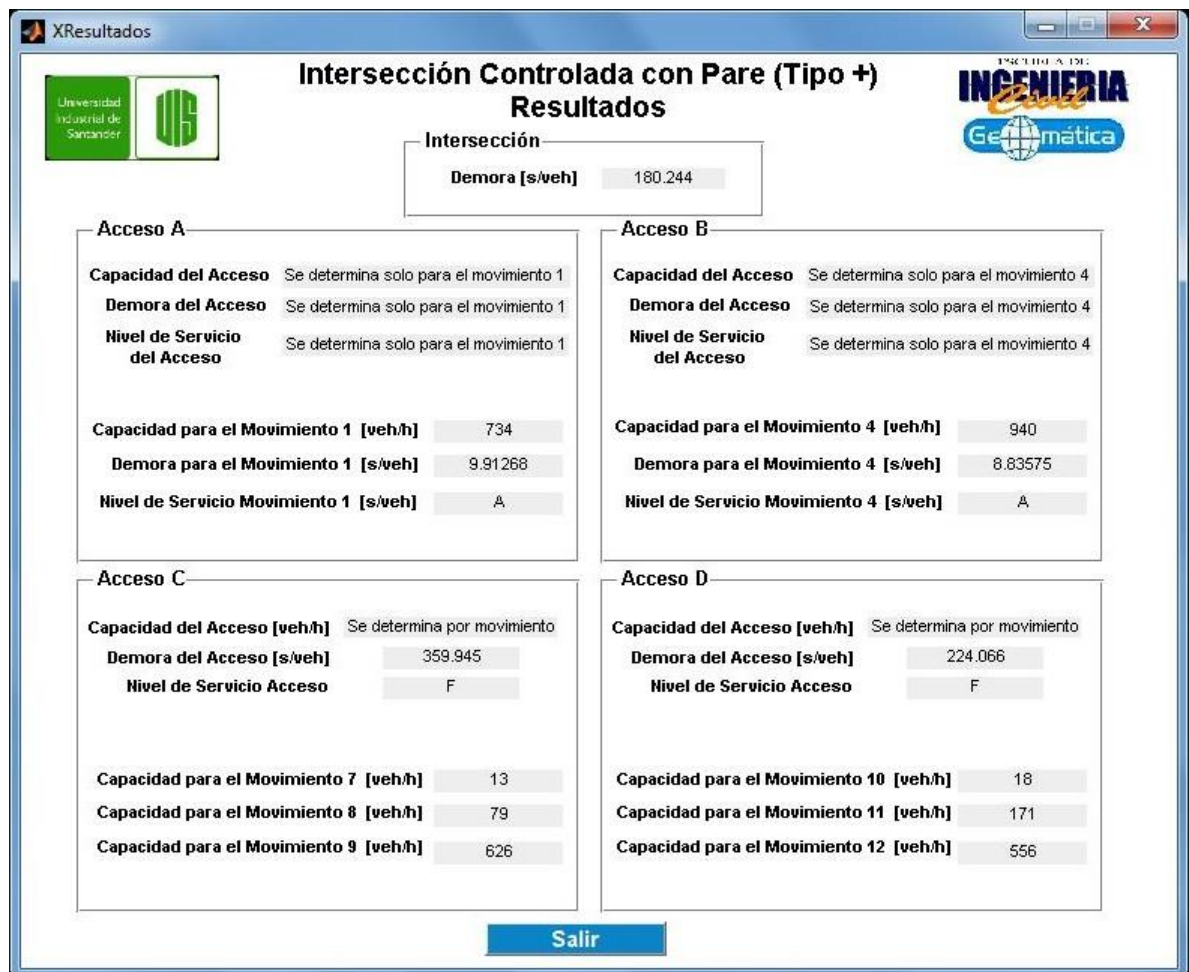 XResultados
Universidad
Industrial de
Santander
UIS
Intersección Controlada con Pare (Tipo +)
Resultados
ESCUELA DE
INGENIERIA
Civil
Geomática
Intersección
Demora [s/veh] 180.244
Acceso A
Capacidad del Acceso Se determina solo para el movimiento 1
Demora del Acceso Se determina solo para el movimiento 1
Nivel de Servicio
del Acceso
Se determina solo para el movimiento 1
Capacidad para el Movimiento 1 [veh/h] 734
Demora para el Movimiento 1 [s/veh] 9.91268
Nivel de Servicio Movimiento 1 [s/veh] A
Acceso B
Capacidad del Acceso Se determina solo para el movimiento 4
Demora del Acceso Se determina solo para el movimiento 4
Nivel de Servicio
del Acceso
Se determina solo para el movimiento 4
Capacidad para el Movimiento 4 [veh/h] 940
Demora para el Movimiento 4 [s/veh] 8.83575
Nivel de Servicio Movimiento 4 [s/veh] A
Acceso C
Capacidad del Acceso [veh/h] Se determina por movimiento
Demora del Acceso [s/veh] 359.945
Nivel de Servicio Acceso F
Capacidad para el Movimiento 7 [veh/h] 13
Capacidad para el Movimiento 8 [veh/h] 79
Capacidad para el Movimiento 9 [veh/h] 626
Acceso D
Capacidad del Acceso [veh/h] Se determina por movimiento
Demora del Acceso [s/veh] 224.066
Nivel de Servicio Acceso F
Capacidad para el Movimiento 10 [veh/h] 18
Capacidad para el Movimiento 11 [veh/h] 171
Capacidad para el Movimiento 12 [veh/h] 556
Salir